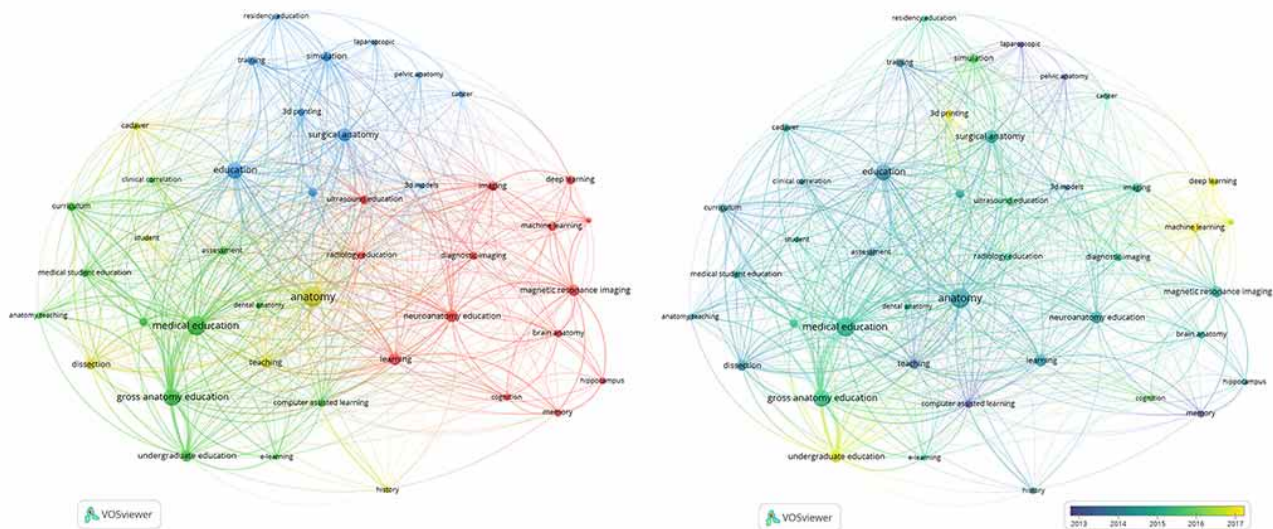 residency education
laparoscopic
simulation
training
pelvic anatomy
cancer
3d printing
cadaver
surgical anatomy
education
clinical correlation
3d models
imaging
deep learning
ultrasound education
curriculum
machine learning
student
assessment
radiology education
diagnostic imaging
medical student education
magnetic resonance imaging
anatomy
dental anatomy
anatomy teaching
medical education
neuroanatomy education
brain anatomy
dissection
teaching
learning
hippocampus
gross anatomy education
computer assisted learning
cognition
memory
undergraduate education
e-learning
history
VOSviewer
residency education
laparoscopic
simulation
training
pelvic anatomy
cancer
3d printing
cadaver
surgical anatomy
education
clinical correlation
3d models
imaging
deep learning
ultrasound education
curriculum
machine learning
student
assessment
radiology education
diagnostic imaging
medical student education
magnetic resonance imaging
anatomy
dental anatomy
anatomy teaching
medical education
neuroanatomy education
brain anatomy
dissection
teaching
learning
hippocampus
gross anatomy education
computer assisted learning
cognition
memory
undergraduate education
e-learning
history
VOSviewer
2013 2014 2015 2016 2017